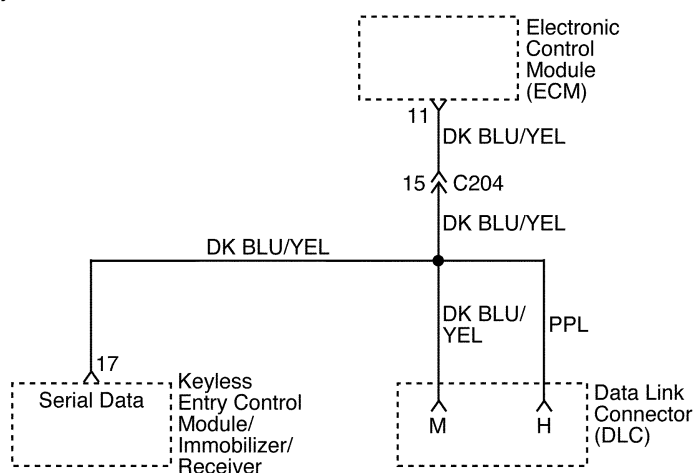 Electronic
Control
Module
(ECM)
11
DK BLU/YEL
15 C204
DK BLU/YEL
DK BLU/YEL
DK BLU/
YEL
PPL
17
Serial Data
Keyless
Entry Control
Module/
Immobilizer/
Receiver
M
H
Data Link
Connector
(DLC)